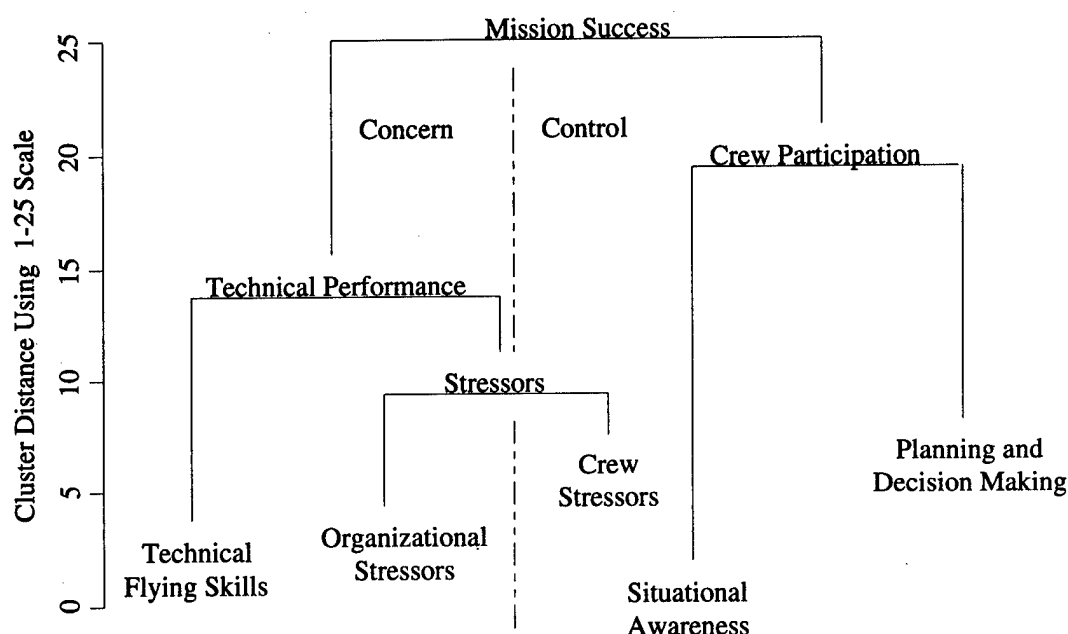 Mission Success
25
Concern
Control
20
Crew Participation
Cluster Distance Using 1-25 Scale
15
Technical Performance
10
Stressors
Planning and
Decision Making
Crew
Stressors
5
Organizational
Stressors
Technical
Flying Skills
Situational
Awareness
0